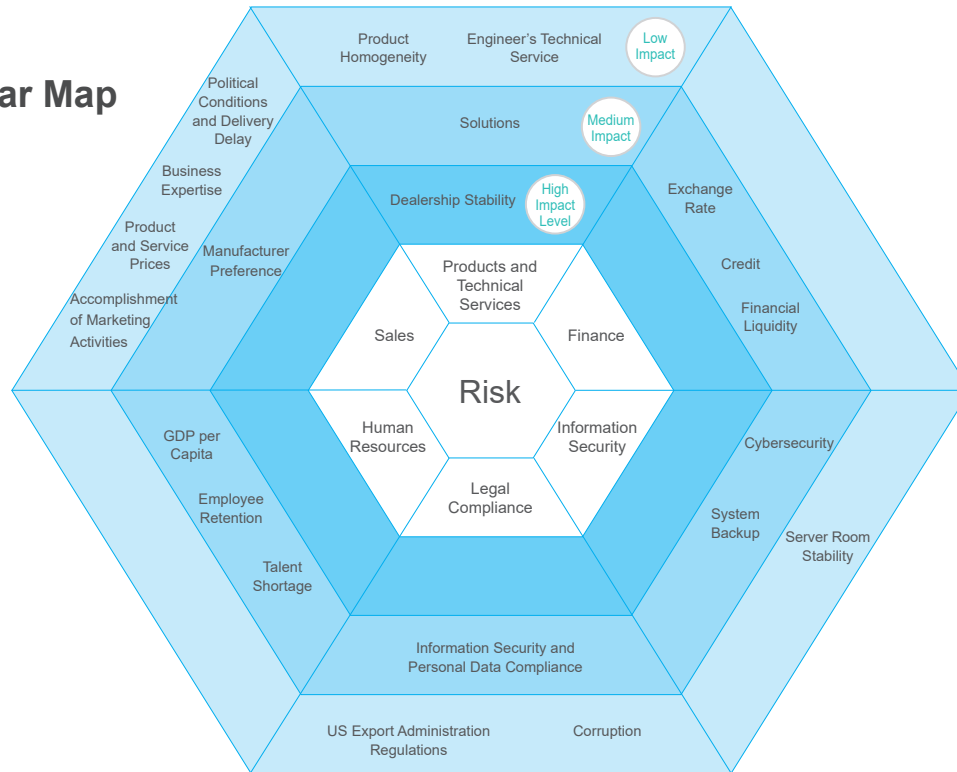 ar Map
Product
Homogeneity
Engineer's Technical
Service
Low
Impact
Political
Conditions
and Delivery
Delay
Business
Expertise
Product
and Service
Prices
Accomplishment
of Marketing
Activities
Solutions
Medium
Impact
Manufacturer
Preference
Dealership Stability
High
Impact
Level
Exchange
Rate
Credit
Financial
Liquidity
Products and
Technical
Services
Sales
Finance
Risk
Human
Resources
Information
Security
Legal
Compliance
GDP per
Capita
Employee
Retention
Talent
Shortage
Cybersecurity
System
Backup
Server Room
Stability
Information Security and
Personal Data Compliance
US Export Administration
Regulations
Corruption